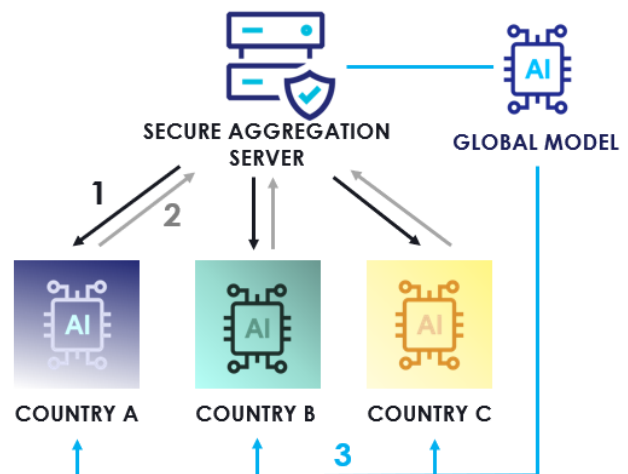 AI
SECURE AGGREGATION
SERVER
GLOBAL MODEL
1
2
AI
AI
AI
COUNTRY A
COUNTRY B
COUNTRY C
3